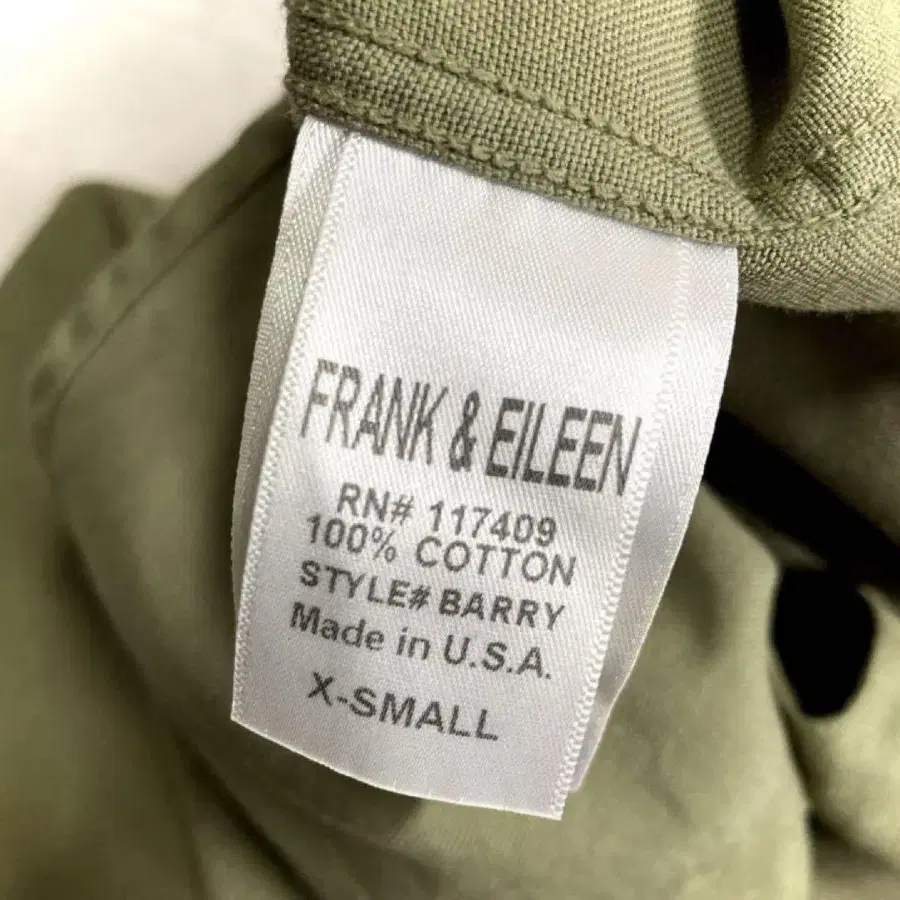 FRANK & EILEEN
RN# 117409
100% COTTON
STYLE# BARRY
Made in U.S.A.
X-SMALL